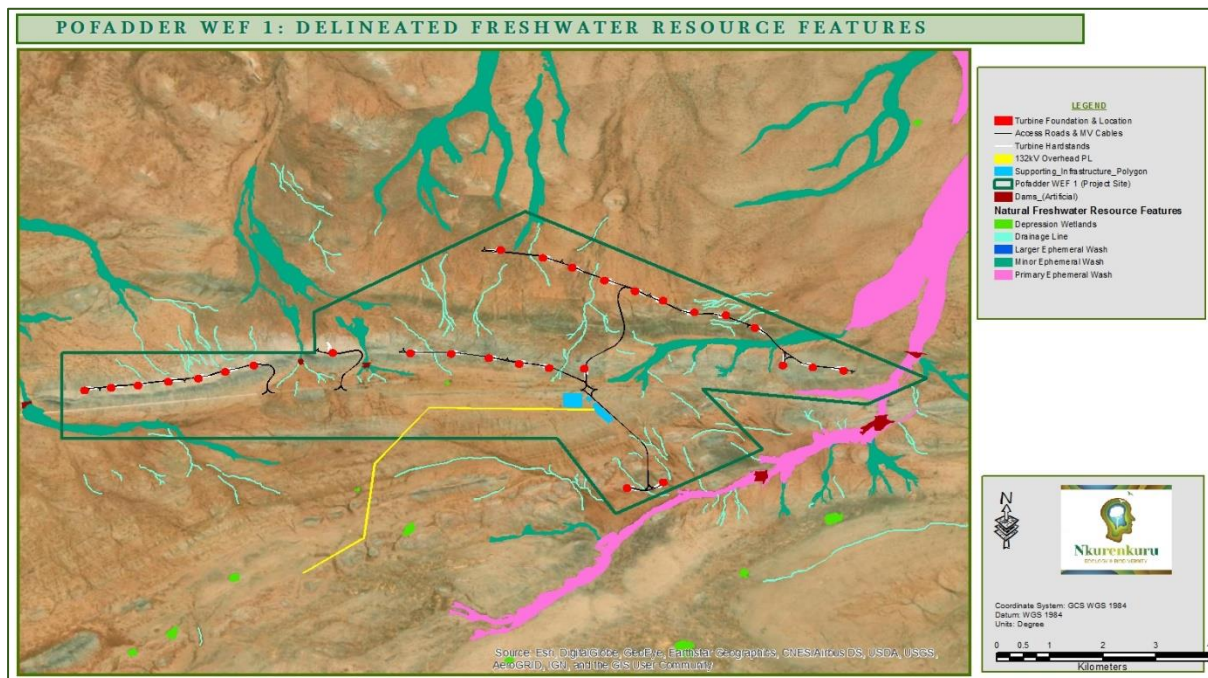 POFADDER WEF 1: DELINEATED FRESHWATER RESOURCE FEATURES
LEGEND
Turbine Foundation & Location
Access Roads & MV Cables
Turbine Hardstands
132kV Overhead PL
Supporting_Infrastructure_Polygon
Pofadder WEF 1 (Project Site)
Dams_(Artificial)
Natural Freshwater Resource Features
Depression Wetlands
Drainage Line
Larger Ephemeral Wash
Minor Ephemeral Wash
Primary Ephemeral Wash
N
Nkurenkuru
ECOLOGY & BIODIVERSITY
Coordinate System: GCS WGS 1984
Datum: WGS 1984
Units: Degree
0 0.5 1 2 3 4
Kilometers
Source: Esri, DigitalGlobe, GeoEye, Earthstar Geographics, CNES/Airbus DS, USDA, USGS,
AeroGRID, IGN, and the GIS User Community